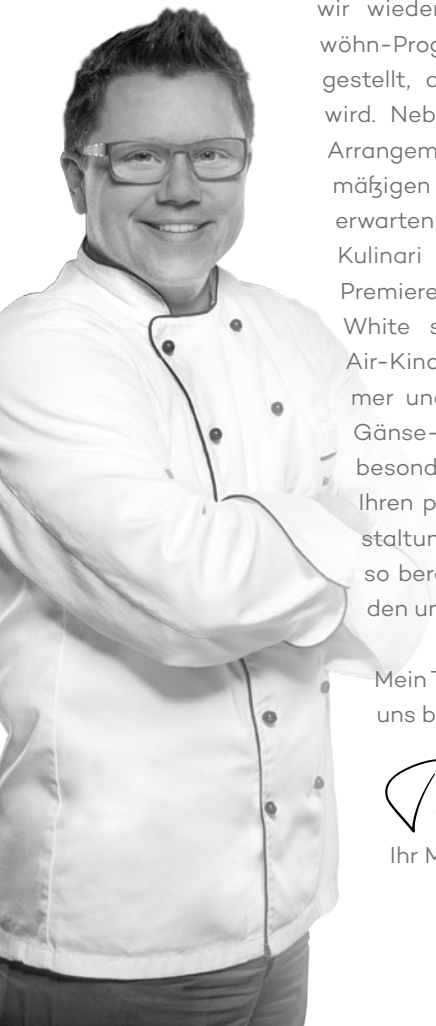 wir wieder
wöhn-Prog
gestellt,
wird. Neb
Arrangem
mäßigen
erwarten
Kulinari
Premiere
White s
Air-Kino
mer und
Gänse-
besond
Ihren p
staltun
so bere
den un
Mein T
uns b
Ihr M